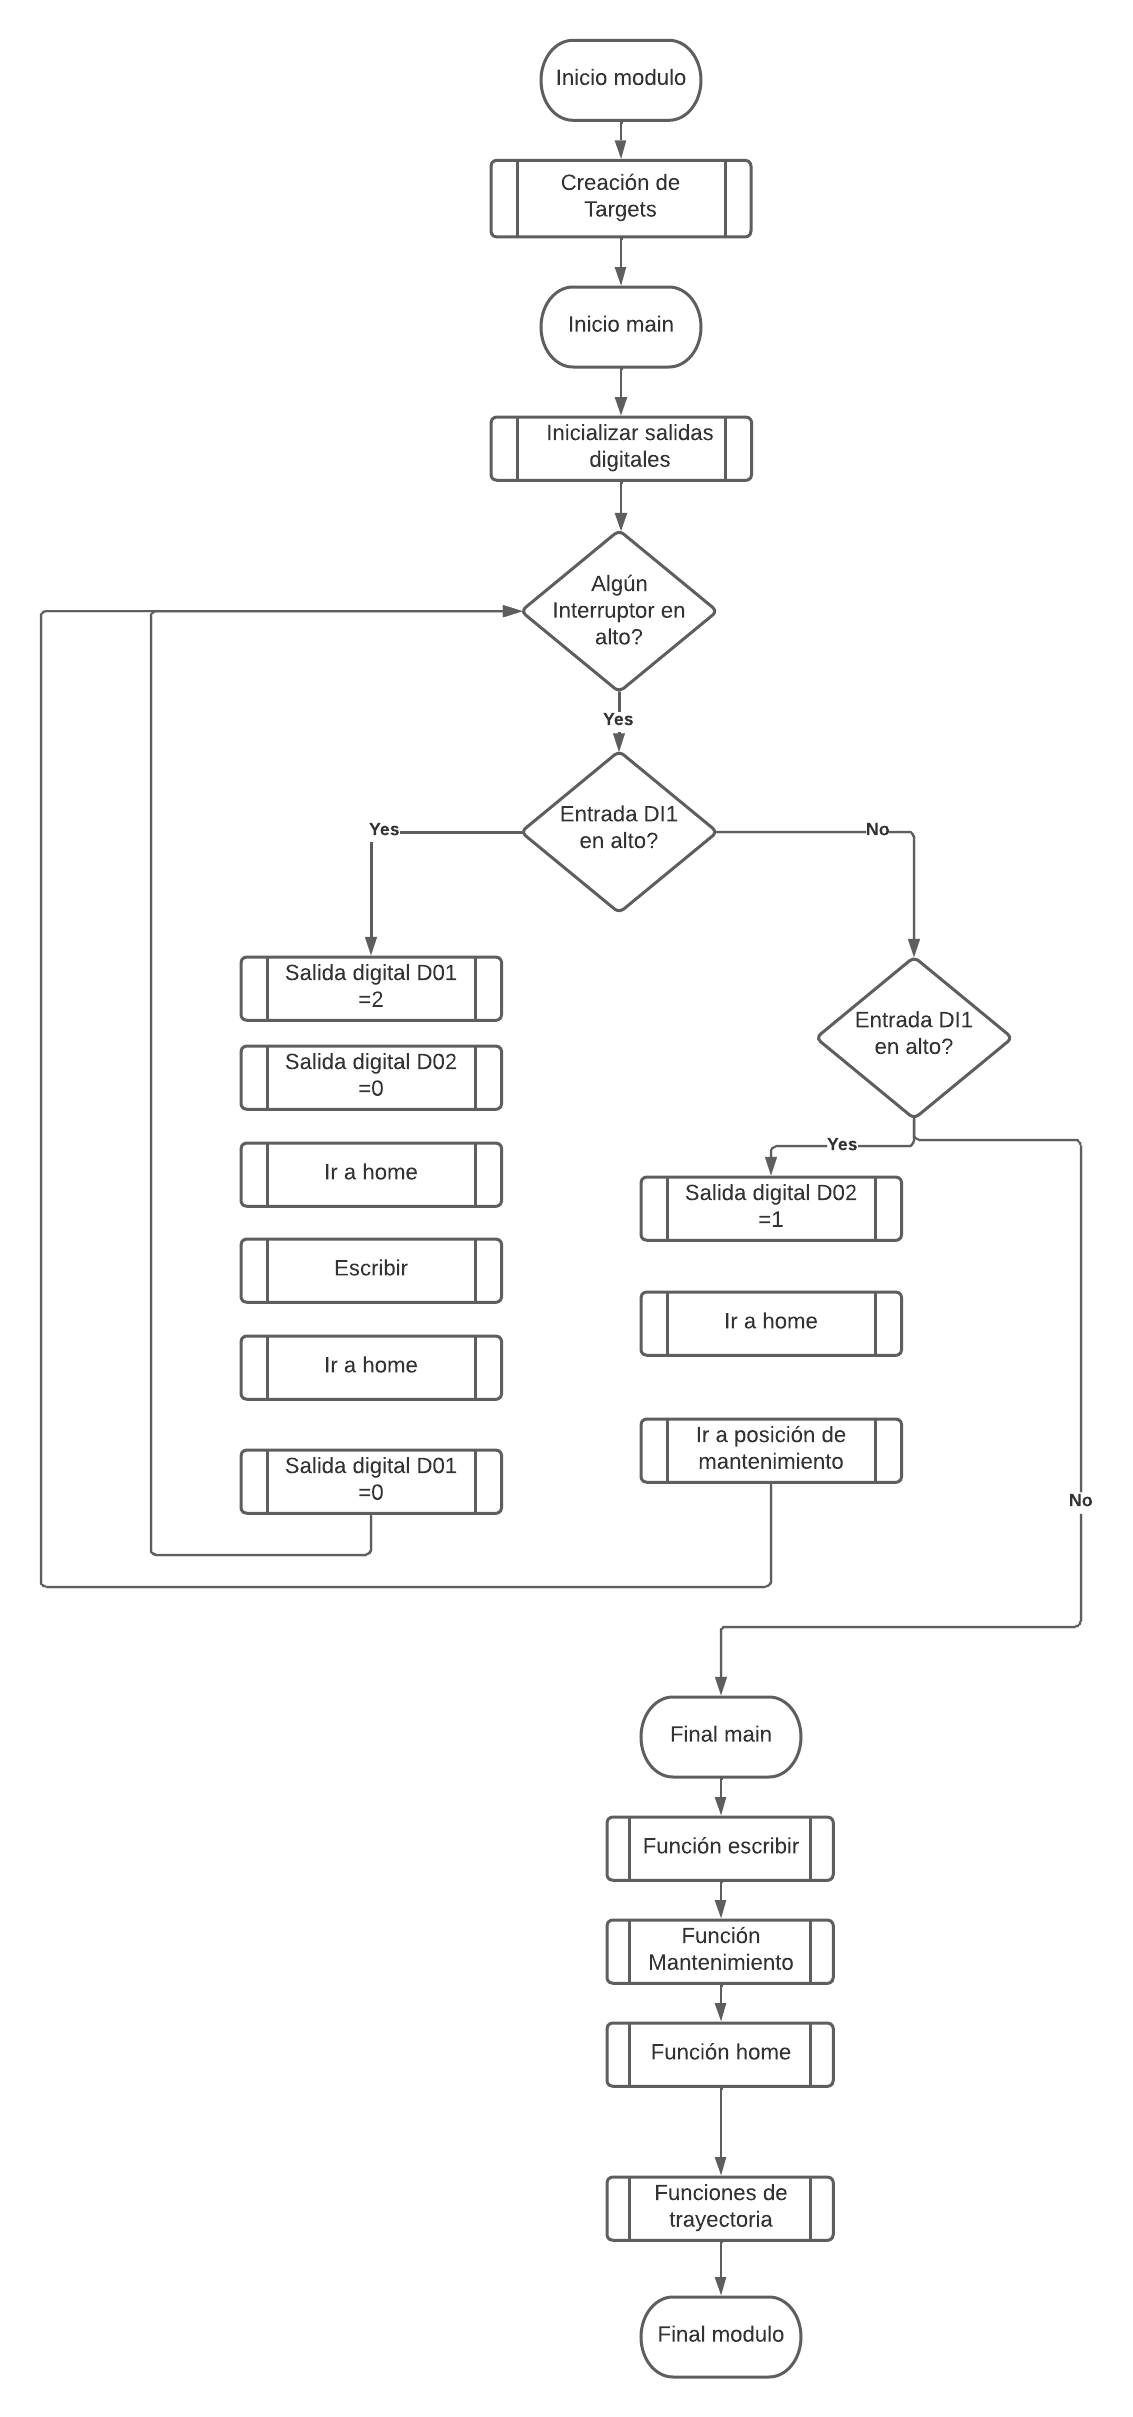 Inicio modulo
Creación de
Targets
Inicio main
Inicializar salidas
digitales
Algún
Interruptor en
alto?
Yes
Entrada DI1
en alto?
Yes
No
Salida digital D01
=2
Salida digital D02
=0
Ir a home
Escribir
Ir a home
Salida digital D01
=0
Entrada DI1
en alto?
Yes
Salida digital D02
=1
Ir a home
Ir a posición de
mantenimiento
No
Final main
Función escribir
Función
Mantenimiento
Función home
Funciones de
trayectoria
Final modulo